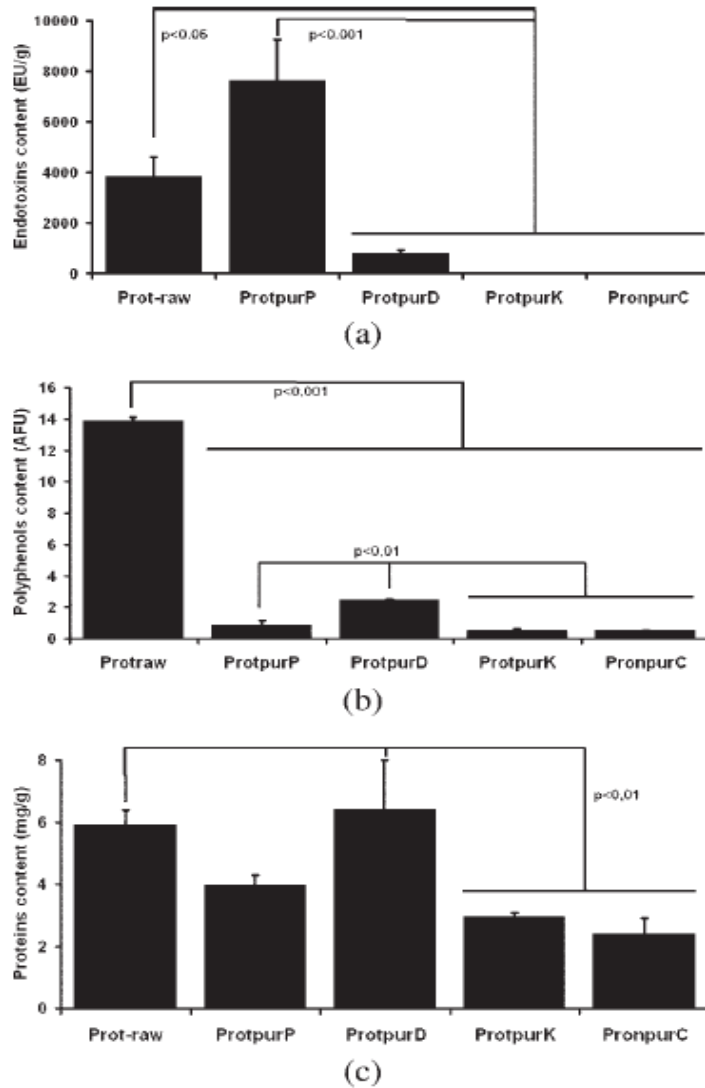 Endotoxins content (EU/g)
10000
8000
6000
4000
2000
0
p<0.05
p<0.001
Prot-raw ProtpurP ProtpurD ProtpurK PronpurC
(a)
Polyphenols content (AFU)
16
14
12
10
8
6
4
2
0
p<0,001
p<0,01
Protraw ProtpurP ProtpurD ProtpurK PronpurC
(b)
Proteins content (mg/g)
8
6
4
2
0
p<0,01
Prot-raw ProtpurP ProtpurD ProtpurK PronpurC
(c)